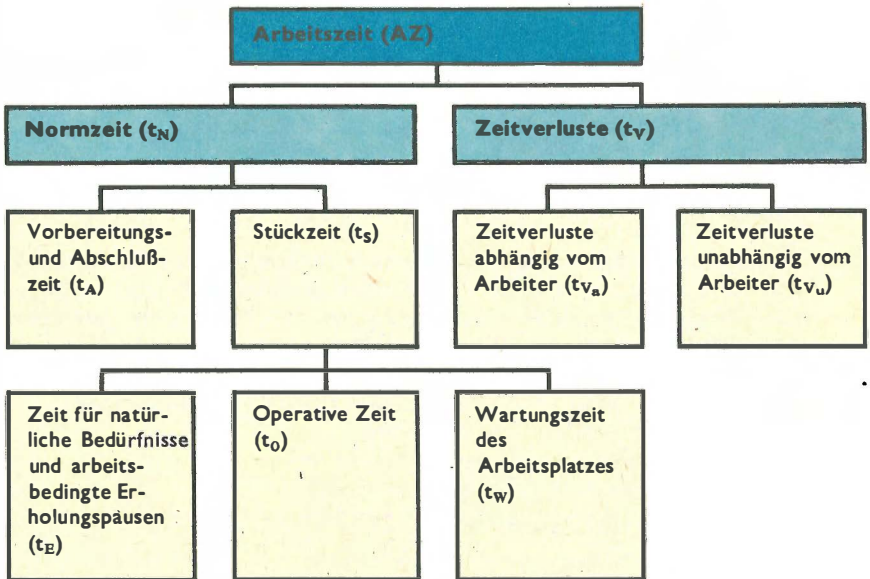 Arbeitszeit (AZ)
Normzeit (tN)
Zeitverluste (tV)
Vorbereitungs-
und Abschluß-
zeit (tA)
Stückzeit (tS)
Zeitverluste
abhängig vom
Arbeiter (tVa)
Zeitverluste
unabhängig vom
Arbeiter (tVu)
Zeit für natür-
liche Bedürfnisse
und arbeits-
bedingte Er-
holungspausen
(tE)
Operative Zeit
(tO)
Wartungszeit
des
Arbeitsplatzes
(tW)